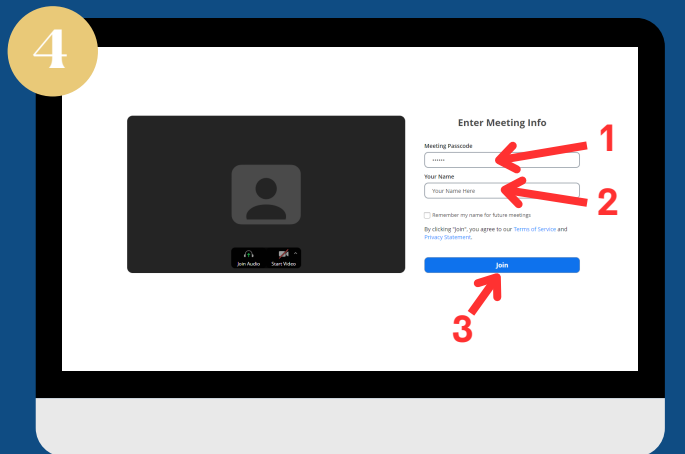 4
Enter Meeting Info
Meeting Passcode
1
••••••
Your Name
2
Your Name Here
Remember my name for future meetings
By clicking "Join", you agree to our Terms of Service and
Privacy Statement.
Join Audio Start Video
Join
3